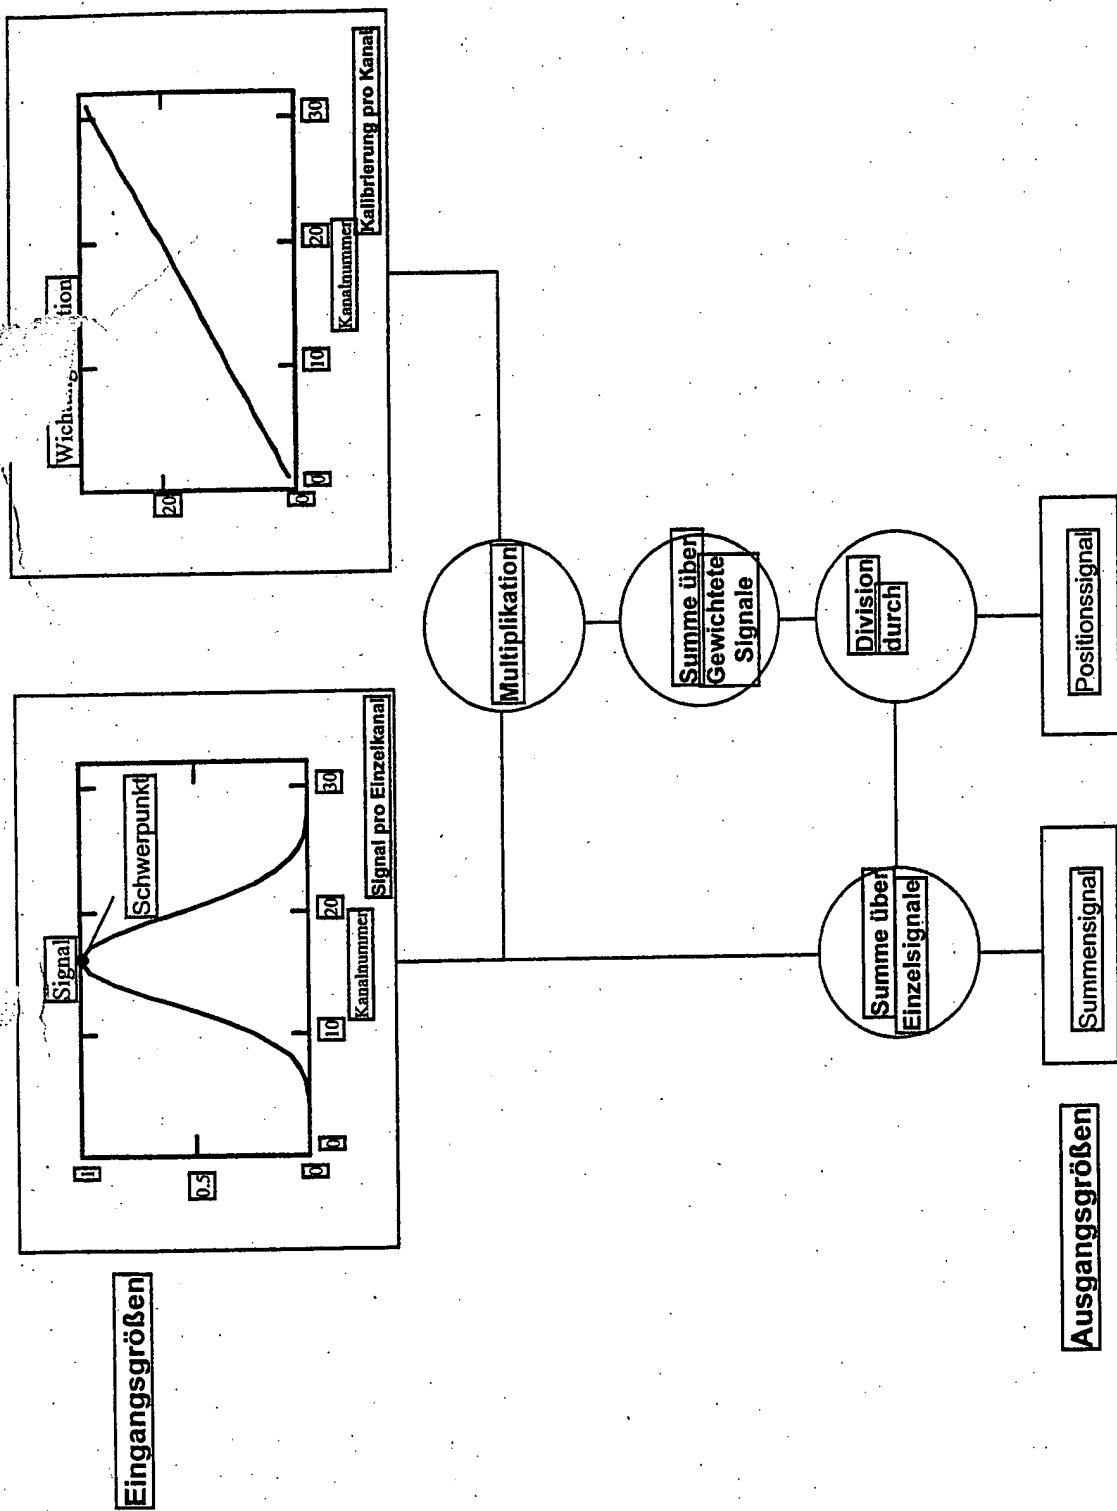 Eingangsgrößen
Signal
Schwerpunkt
1
0.5
0
0
10
20
30
Kanalnummer
Signal pro Einzelkanal
20
0
0
10
20
30
Kanalnummer
Kalibrierung pro Kanal
Multiplikation
Summe über
Gewichtete
Signale
Summe über
Einzelsignale
Division
durch
Ausgangsgrößen
Summensignal
Positionssignal